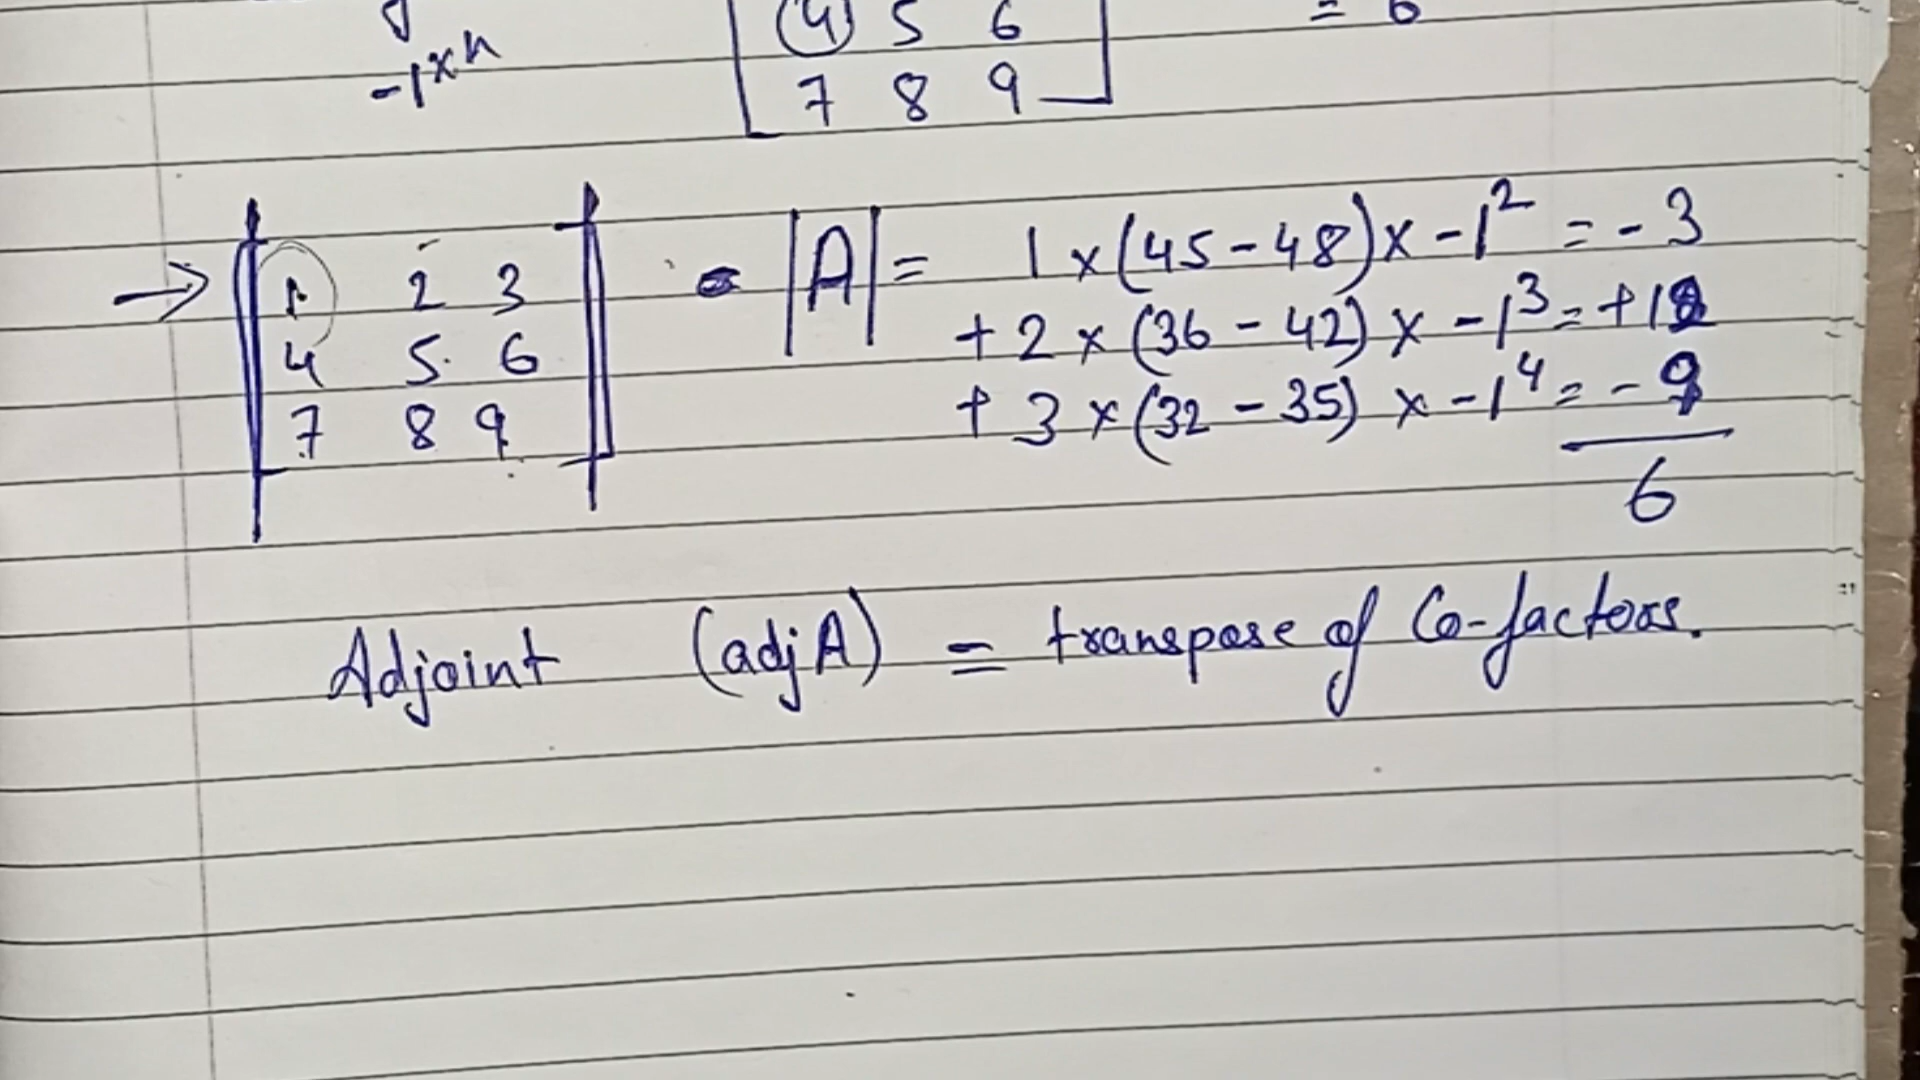 4 5 6 = 6
-1^xn
7 8 9
→ 1 2 3 |A| = 1 x (45 - 48) x -1² = -3
4 5 6 + 2 x (36 - 42) x -1³ = +12
7 8 9 + 3 x (32 - 35) x -1⁴ = -9
6
Adjoint (adj A) = transpose of Co-factors.